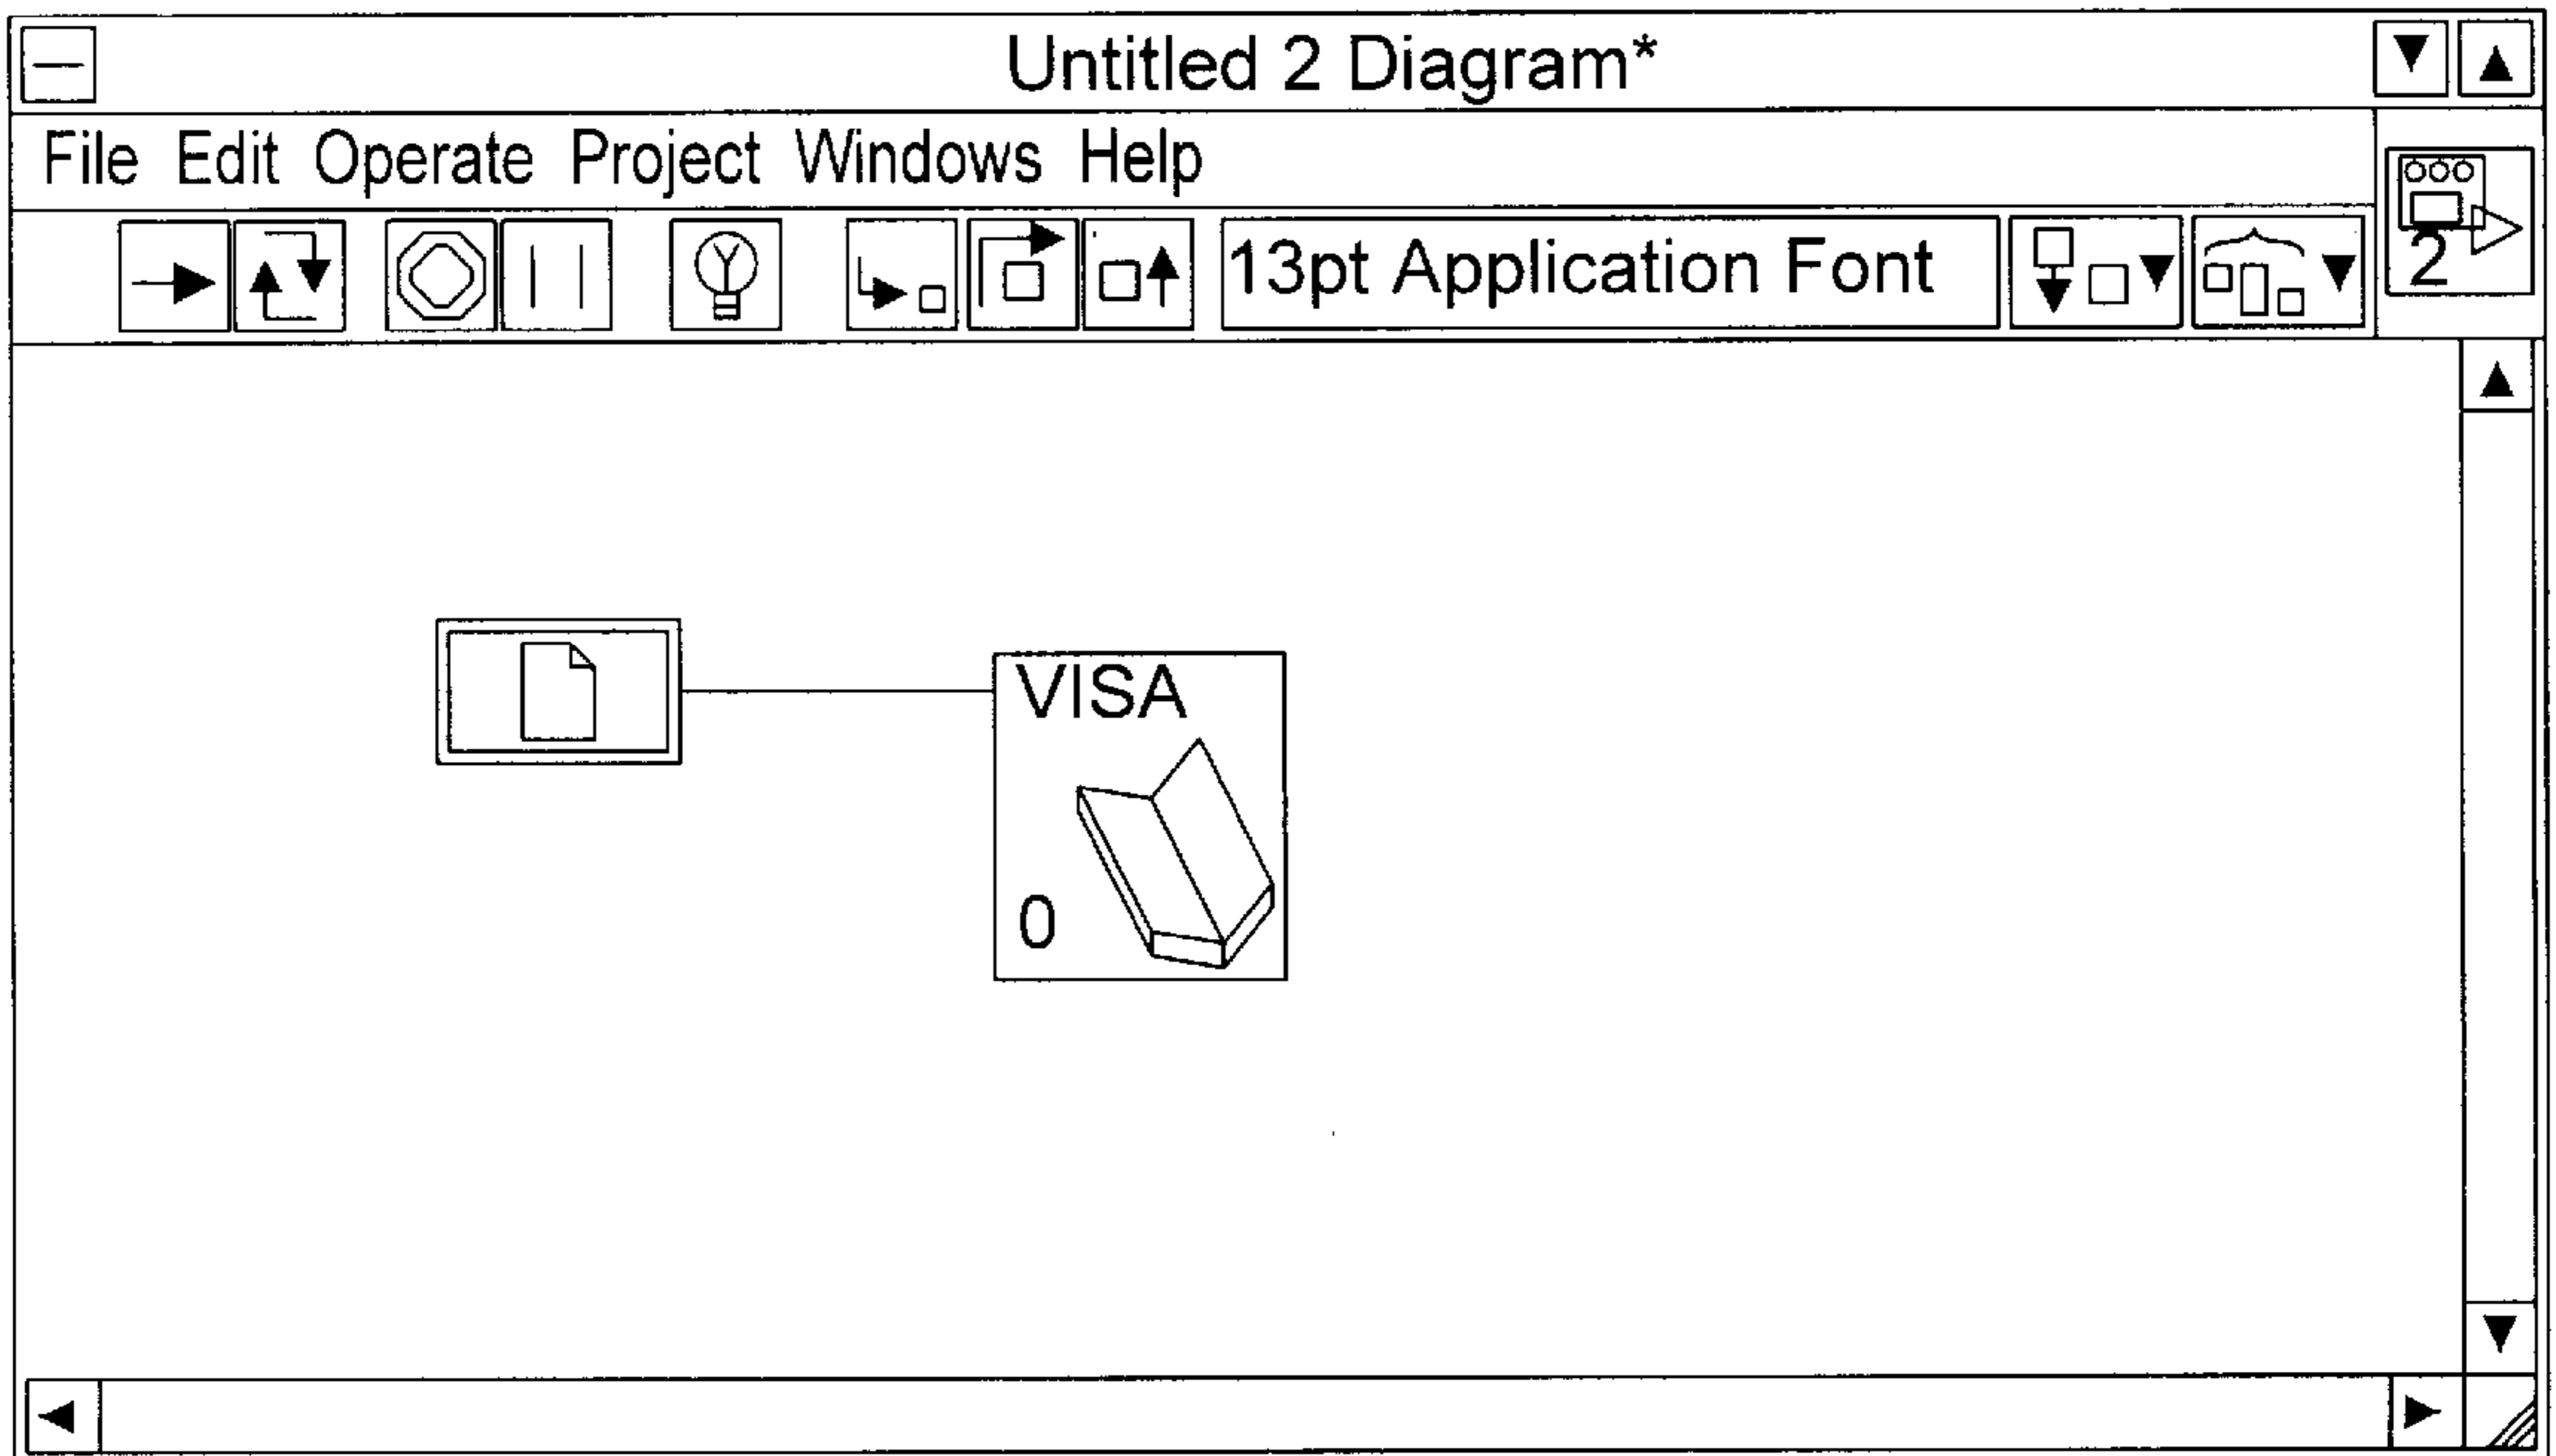 Untitled 2 Diagram*
File Edit Operate Project Windows Help
2
13pt Application Font
VISA
0